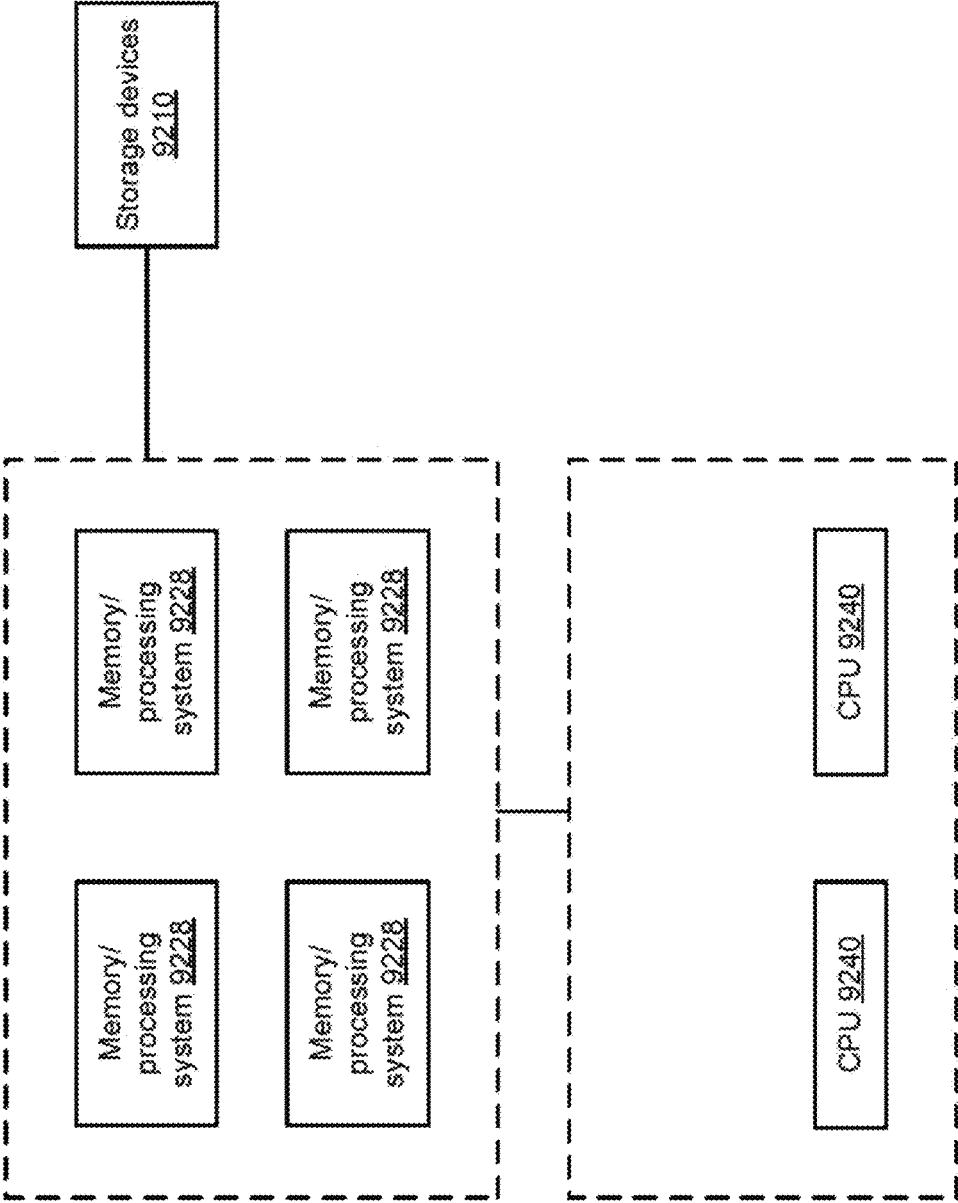 Memory/
processing
system 9228
Memory/
processing
system 9228
Storage devices
9210
Memory/
processing
system 9228
Memory/
processing
system 9228
CPU 9240
CPU 9240